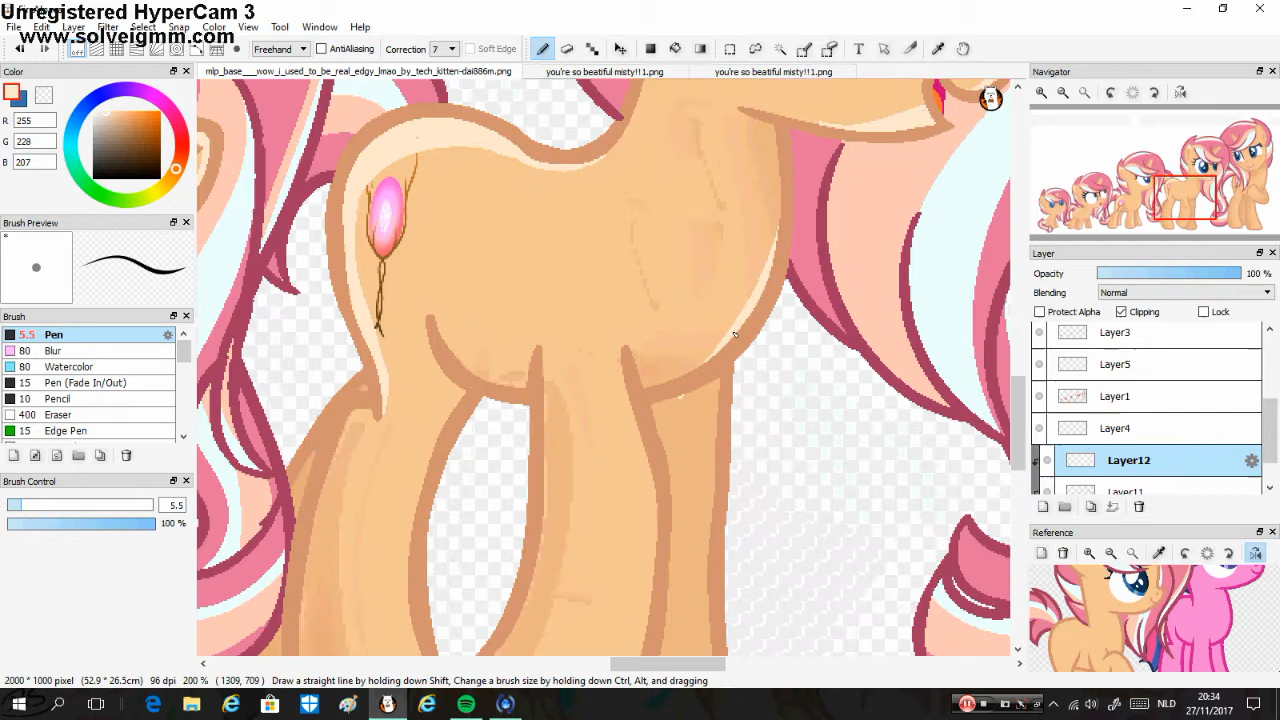 Unregistered HyperCam 3
www.solveigmm.com
File Edit Layer Filter Select Snap Color View Tool Window Help
off Freehand AntiAliasing Correction 7 Soft Edge
mlp_base___wow_i_used_to_be_real_edgy_lmao_by_tech_kitten-dai886m.png
you're so beatiful misty!!1.png
you're so beatiful misty!!1.png
Color
R 255
G 228
B 207
Brush Preview
Brush
5.5 Pen
80 Blur
80 Watercolor
15 Pen (Fade In/Out)
10 Pencil
400 Eraser
15 Edge Pen
Brush Control
5.5
100 %
Navigator
Layer
Opacity 100 %
Blending Normal
Protect Alpha Clipping Lock
Layer3
Layer5
Layer1
Layer4
Layer12
Layer11
Reference
2000 * 1000 pixel (52.9 * 26.5cm) 96 dpi 200 % ( 1309, 709 ) Draw a straight line by holding down Shift, Change a brush size by holding down Ctrl, Alt, and dragging
NLD
20:34
27/11/2017